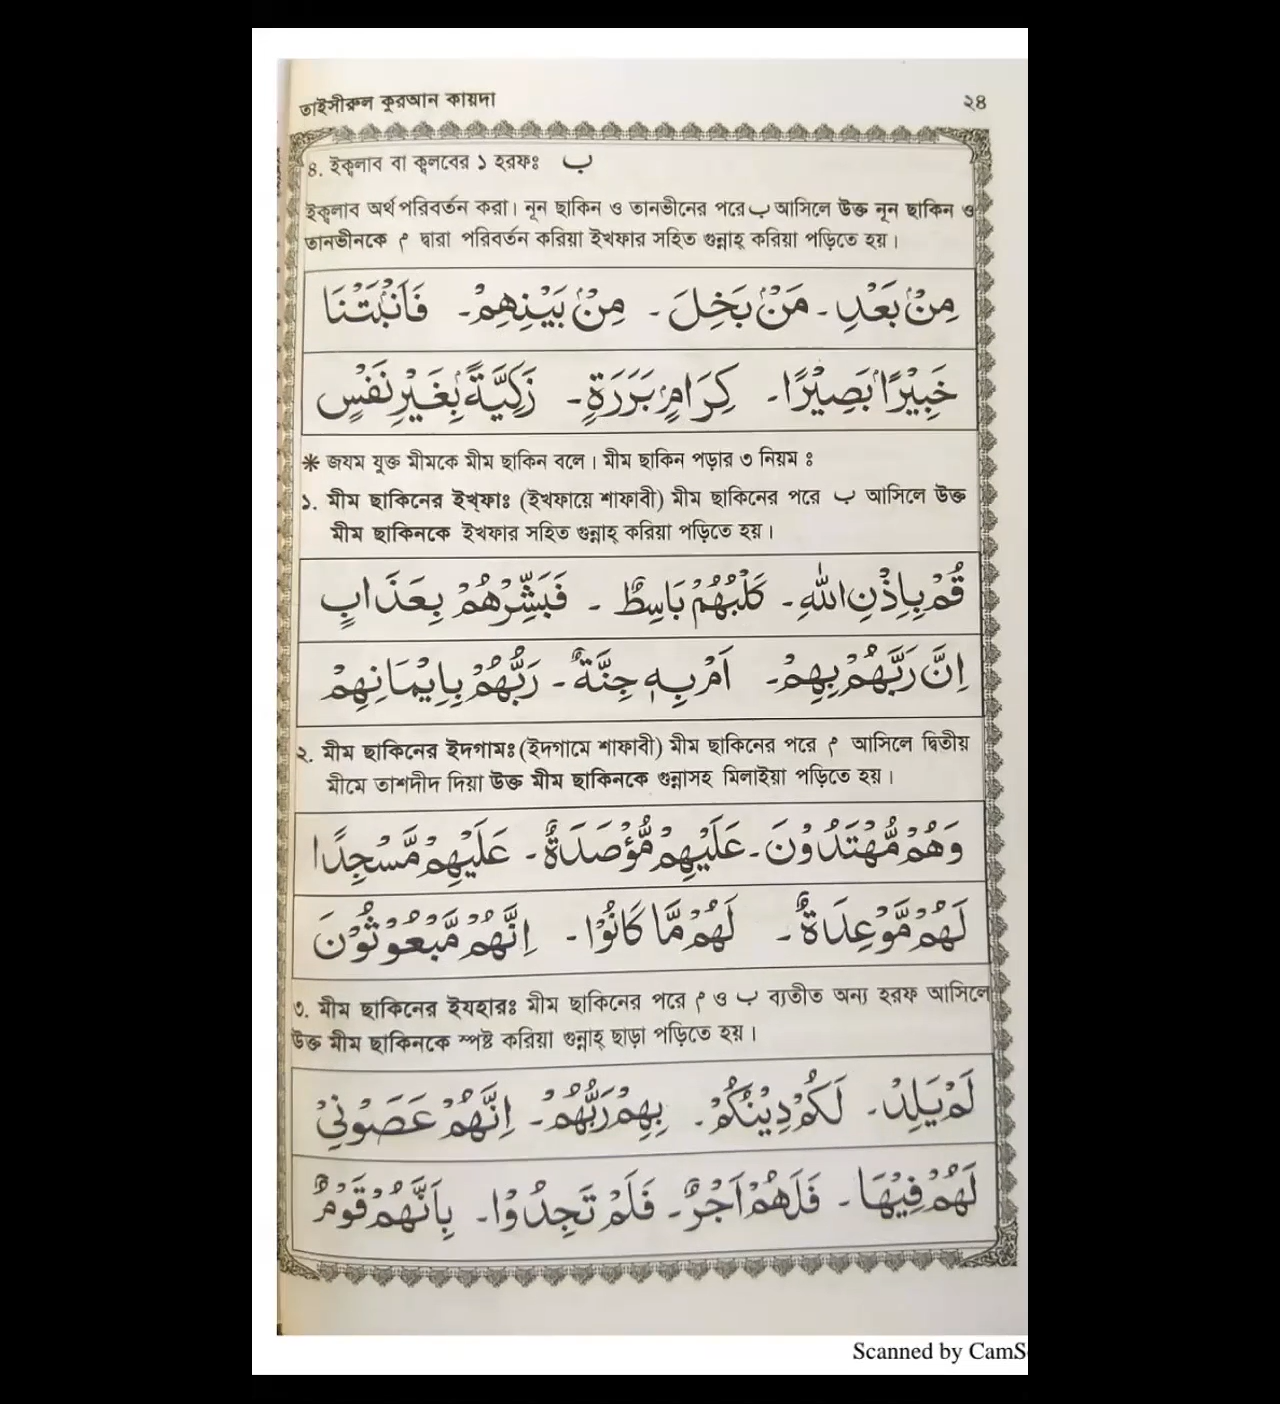 তাইসীরুল কুরআন কায়দা ২৪
৪. ইক্বলাব বা ক্বলবের ১ হরফঃ ب
ইক্বলাব অর্থ পরিবর্তন করা। নূন ছাকিন ও তানভীনের পরে ب আসিলে উক্ত নূন ছাকিন ও
তানভীনকে م দ্বারা পরিবর্তন করিয়া ইখফার সহিত গুন্নাহ্ করিয়া পড়িতে হয়।
مِنْۢ بَعْدِ ۔ مَنْۢ بَخِلَ ۔ مِنْۢ بَيْنِهِمْ ۔ فَاَنْۢبَتْنَا
خَبِيْرًاۢ بَصِيْرًا ۔ كِرَامٍۢ بَرَرَةٍ ۔ زَكِيَّةًۢ بِغَيْرِ نَفْسٍ
* জযম যুক্ত মীমকে মীম ছাকিন বলে। মীম ছাকিন পড়ার ৩ নিয়ম ঃ
১. মীম ছাকিনের ইখ্ফাঃ (ইখফায়ে শাফাবী) মীম ছাকিনের পরে ب আসিলে উক্ত
মীম ছাকিনকে ইখফার সহিত গুন্নাহ্ করিয়া পড়িতে হয়।
قُمْ بِاِذْنِ اللّٰهِ ۔ كَلْبُهُمْ بَاسِطٌ ۔ فَبَشِّرْهُمْ بِعَذَابٍ
اِنَّ رَبَّهُمْ بِهِمْ ۔ اَمْ بِهٖ جِنَّةٌ ۔ رَبُّهُمْ بِاِيْمَانِهِمْ
২. মীম ছাকিনের ইদগামঃ (ইদগামে শাফাবী) মীম ছাকিনের পরে م আসিলে দ্বিতীয়
মীমে তাশদীদ দিয়া উক্ত মীম ছাকিনকে গুন্নাসহ মিলাইয়া পড়িতে হয়।
وَهُمْ مُّهْتَدُوْنَ ۔ عَلَيْهِمْ مُّؤْصَدَةٌ ۔ عَلَيْهِمْ مَّسْجِدًا
لَهُمْ مَّوْعِدَةٌ ۔ لَهُمْ مَّا كَانُوْا ۔ اِنَّهُمْ مَّبْعُوْثُوْنَ
৩. মীম ছাকিনের ইযহারঃ মীম ছাকিনের পরে م ও ب ব্যতীত অন্য হরফ আসিলে
উক্ত মীম ছাকিনকে স্পষ্ট করিয়া গুন্নাহ্ ছাড়া পড়িতে হয়।
لَمْ يَلِدْ ۔ لَكُمْ دِيْنُكُمْ ۔ بِهِمْ رَبُّهُمْ ۔ اِنَّهُمْ عَصَوْنِيْ
لَهُمْ فِيْهَا ۔ فَلَهُمْ اَجْرٌ ۔ فَلَمْ تَجِدُوْا ۔ بِاَنَّهُمْ قَوْمٌ
Scanned by CamS